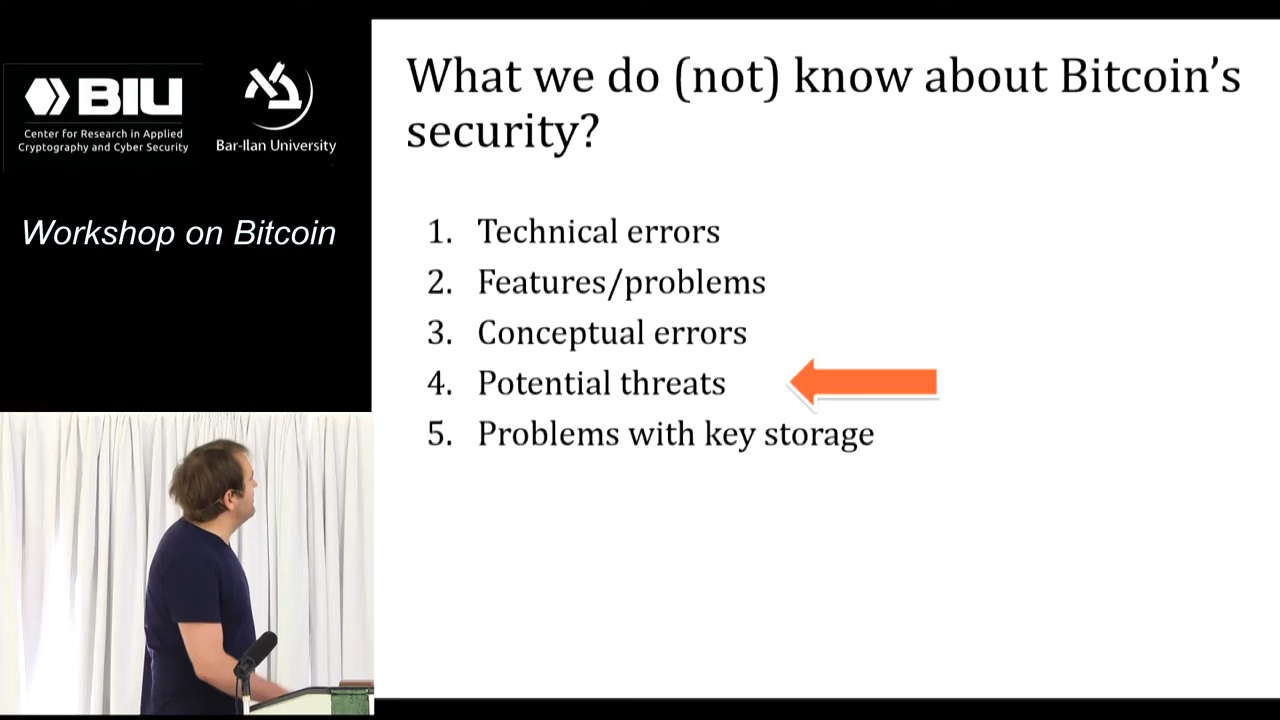 BIU
Center for Research in Applied
Cryptography and Cyber Security
Bar-Ilan University
Workshop on Bitcoin
What we do (not) know about Bitcoin’s
security?
1. Technical errors
2. Features/problems
3. Conceptual errors
4. Potential threats
5. Problems with key storage